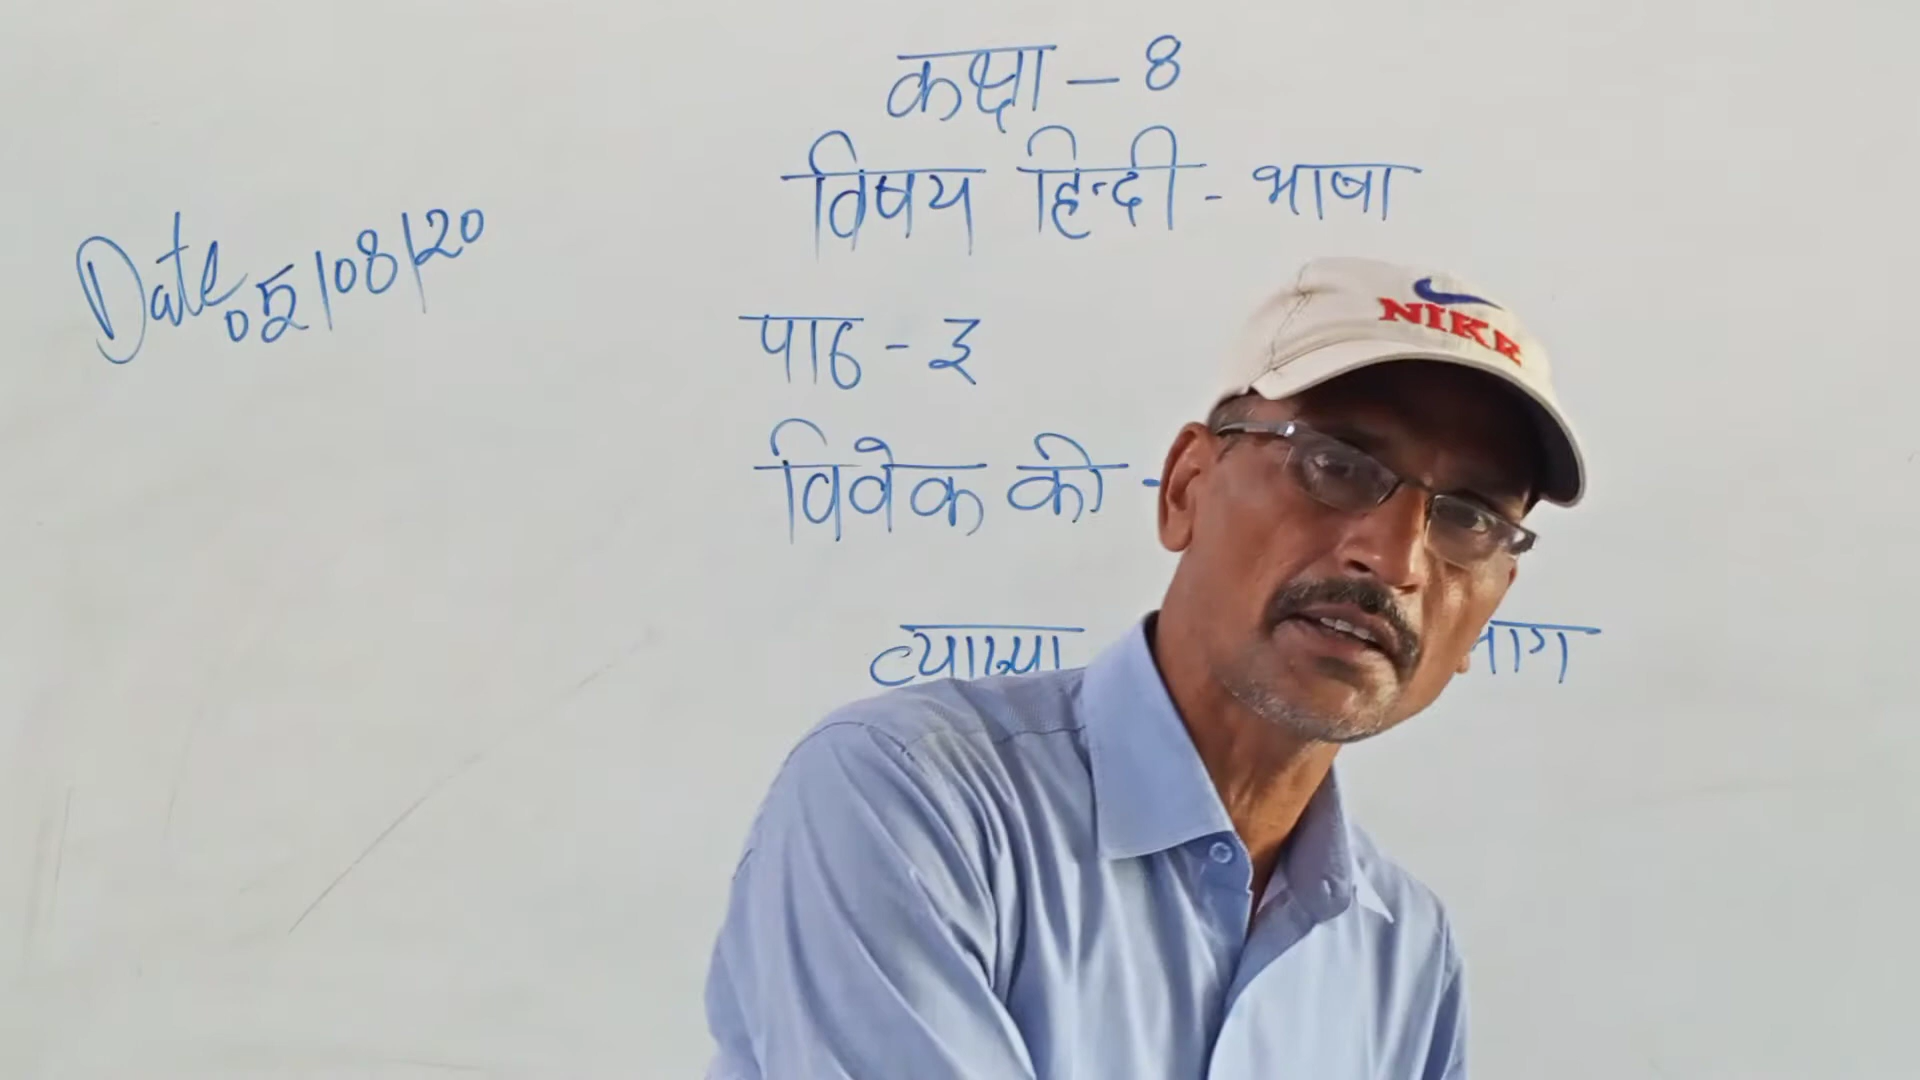 कक्षा - 8
विषय हिन्दी - भाषा
Date 05/08/20
पाठ - ३
विवेक की -
व्याख्या
NIKE